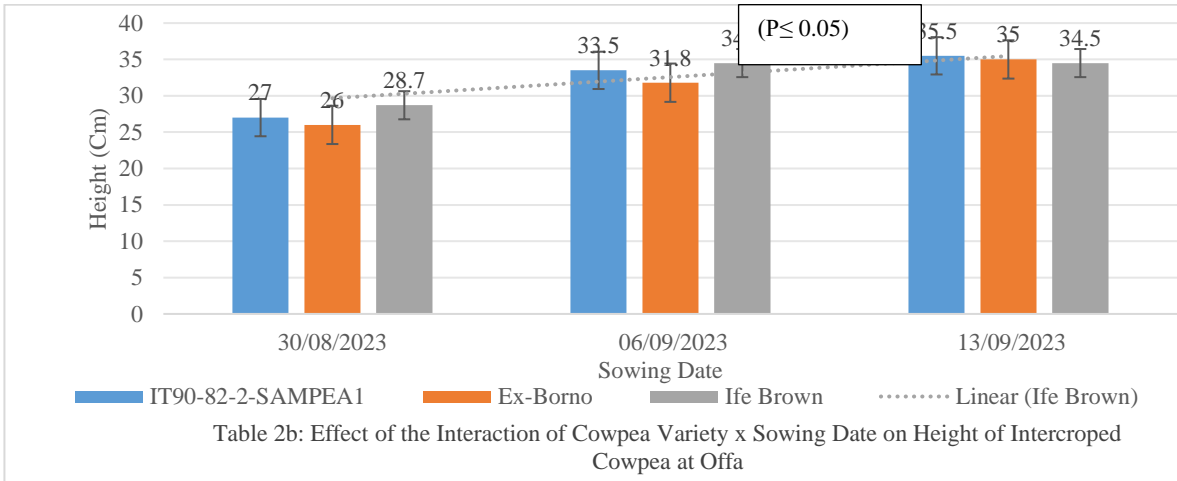 40
35
30
25
20
15
10
5
0
Height (Cm)
27
26
28.7
33.5
31.8
35.5
35
34.5
(P≤ 0.05)
30/08/2023
06/09/2023
13/09/2023
Sowing Date
IT90-82-2-SAMPEA1
Ex-Borno
Ife Brown
Linear (Ife Brown)
Table 2b: Effect of the Interaction of Cowpea Variety x Sowing Date on Height of Intercroped
Cowpea at Offa